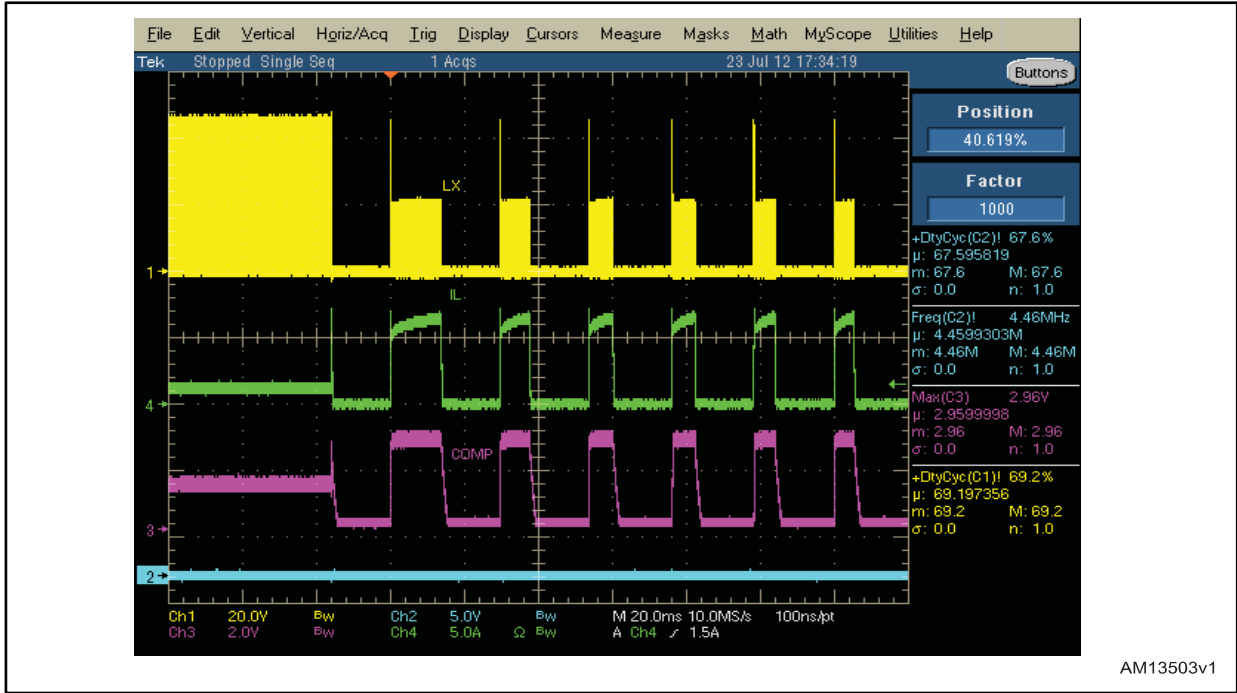 File Edit Vertical Horiz/Acq Trig Display Cursors Measure Masks Math MyScope Utilities Help
Tek Stopped Single Seq 1 Acqs 23 Jul 12 17:34:19
Buttons
Position
40.619%
Factor
1000
LX
1
IL
4
COMP
3
2
+DtyCyc(C2)! 67.6%
µ: 67.595819
m: 67.6 M: 67.6
σ: 0.0 n: 1.0
Freq(C2)! 4.46MHz
µ: 4.4599303M
m: 4.46M M: 4.46M
σ: 0.0 n: 1.0
Max(C3) 2.96V
µ: 2.9599998
m: 2.96 M: 2.96
σ: 0.0 n: 1.0
+DtyCyc(C1)! 69.2%
µ: 69.197356
m: 69.2 M: 69.2
σ: 0.0 n: 1.0
Ch1 20.0V Bw Ch2 5.0V Bw M 20.0ms 10.0MS/s 100ns/pt
Ch3 2.0V Bw Ch4 5.0A Ω Bw A Ch4 ⁄ 1.5A
AM13503v1